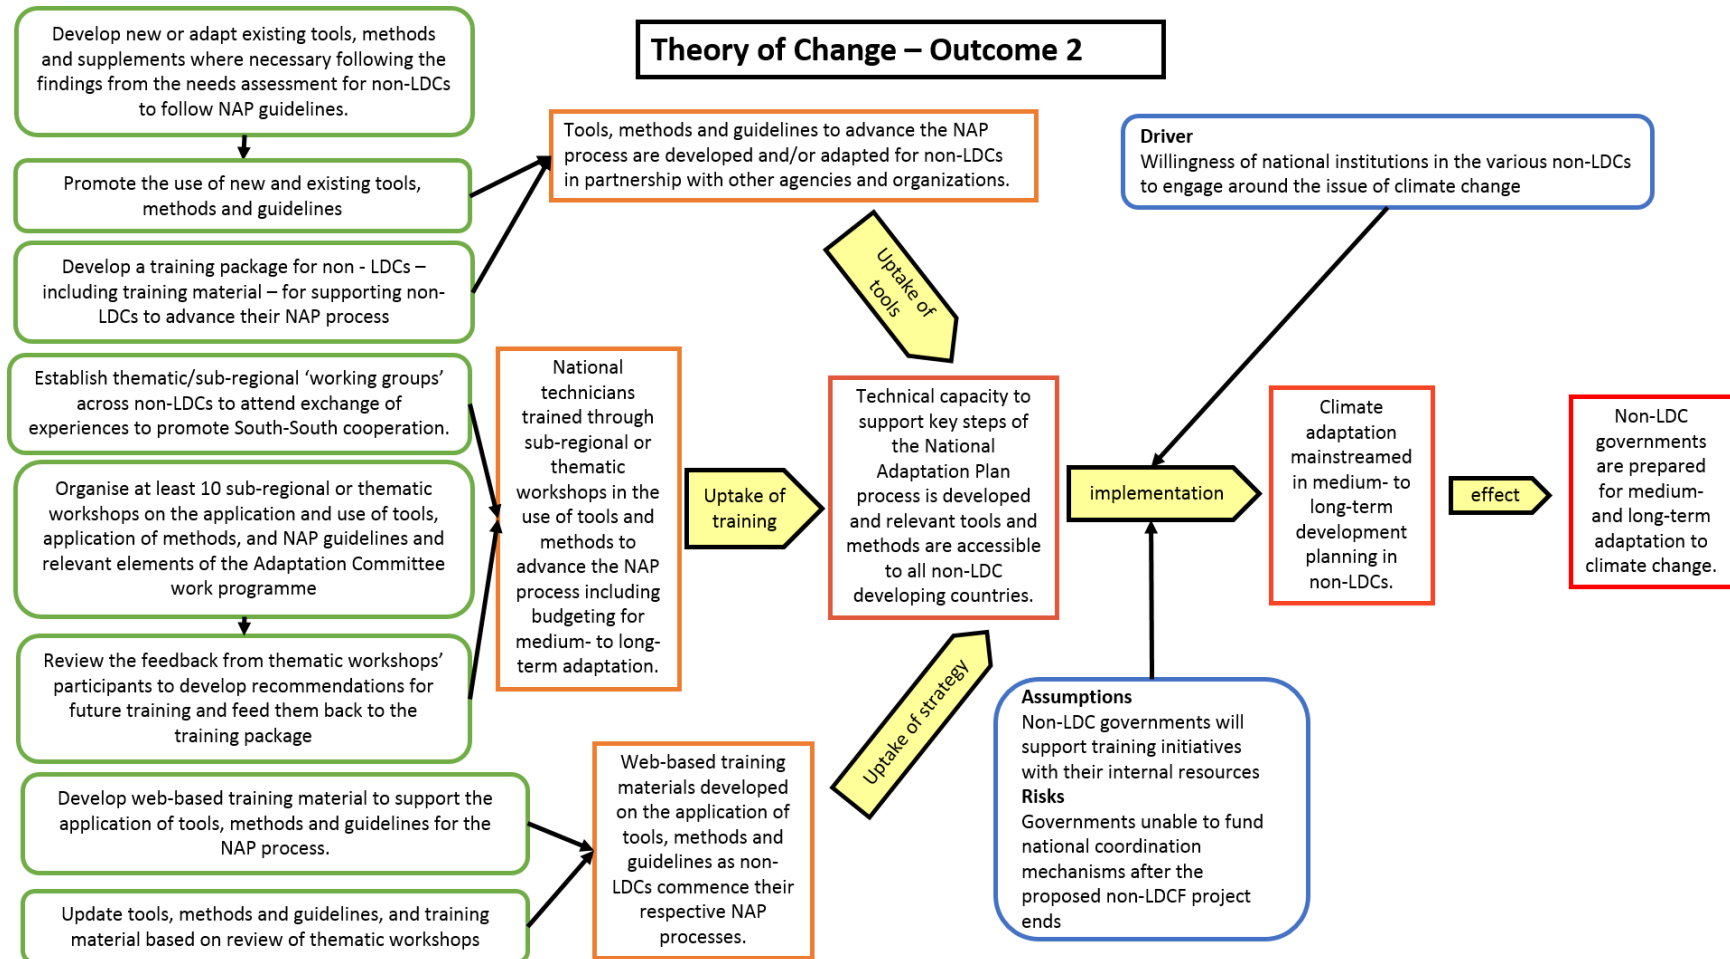 Theory of Change – Outcome 2
Develop new or adapt existing tools, methods
and supplements where necessary following the
findings from the needs assessment for non-LDCs
to follow NAP guidelines.
Promote the use of new and existing tools,
methods and guidelines
Develop a training package for non - LDCs –
including training material – for supporting non-
LDCs to advance their NAP process
Establish thematic/sub-regional ‘working groups’
across non-LDCs to attend exchange of
experiences to promote South-South cooperation.
Organise at least 10 sub-regional or thematic
workshops on the application and use of tools,
application of methods, and NAP guidelines and
relevant elements of the Adaptation Committee
work programme
Review the feedback from thematic workshops’
participants to develop recommendations for
future training and feed them back to the
training package
Develop web-based training material to support the
application of tools, methods and guidelines for the
NAP process.
Update tools, methods and guidelines, and training
material based on review of thematic workshops
Tools, methods and guidelines to advance the NAP
process are developed and/or adapted for non-LDCs
in partnership with other agencies and organizations.
National
technicians
trained through
sub-regional or
thematic
workshops in the
use of tools and
methods to
advance the NAP
process including
budgeting for
medium- to long-
term adaptation.
Web-based training
materials developed
on the application of
tools, methods and
guidelines as non-
LDCs commence their
respective NAP
processes.
Uptake of
tools
Uptake of
training
Uptake of strategy
Technical capacity to
support key steps of
the National
Adaptation Plan
process is developed
and relevant tools and
methods are accessible
to all non-LDC
developing countries.
Driver
Willingness of national institutions in the various non-LDCs
to engage around the issue of climate change
implementation
Assumptions
Non-LDC governments will
support training initiatives
with their internal resources
Risks
Governments unable to fund
national coordination
mechanisms after the
proposed non-LDCF project
ends
Climate
adaptation
mainstreamed
in medium- to
long-term
development
planning in
non-LDCs.
effect
Non-LDC
governments
are prepared
for medium-
and long-term
adaptation to
climate change.